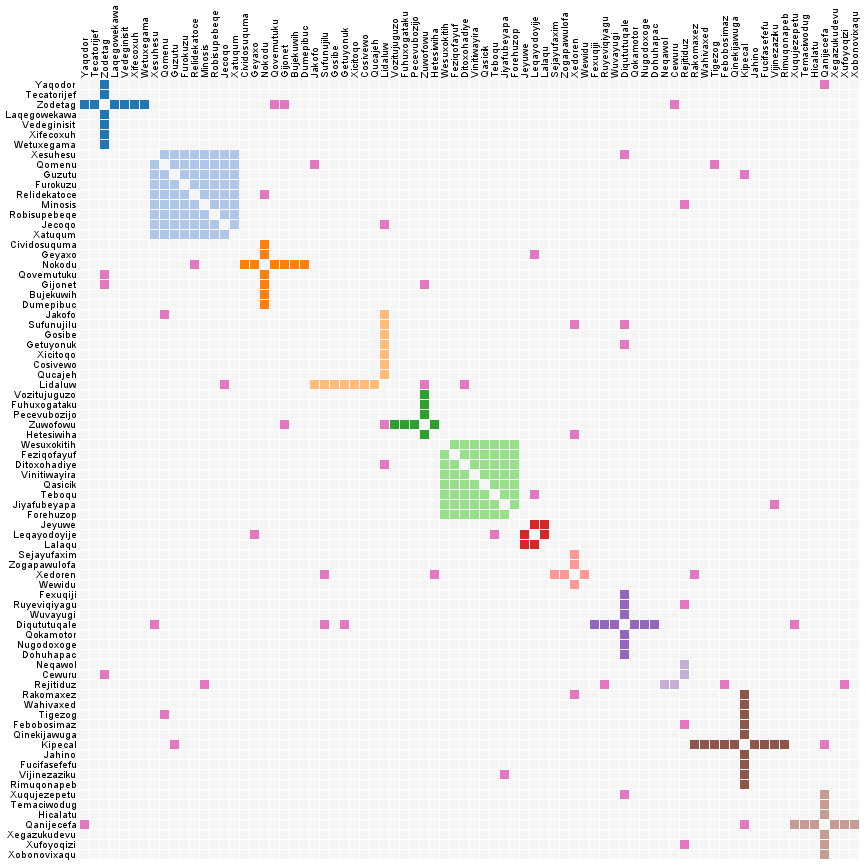 Yaqodor
Tecatorijef
Zodetag
Laqegowekawa
Vedeginisit
Xifecoxuh
Wetuxegama
Xesuhesu
Qomenu
Guzutu
Furokuzu
Relidekatoce
Minosis
Robisupebeqe
Jecoqo
Xatuqum
Cividosuquma
Geyaxo
Nokodu
Qovemutuku
Gijonet
Bujekuwih
Dumepibuc
Jakofo
Sufunujilu
Gosibe
Getuyonuk
Xicitoqo
Cosivewo
Qucajeh
Lidaluw
Vozitujuguzo
Fuhuxogataku
Pecevubozijo
Zuwofowu
Hetesiwiha
Wesuxokitih
Feziqofayuf
Ditoxohadiye
Vinitiwayira
Qasicik
Teboqu
Jiyafubeyapa
Forehuzop
Jeyuwe
Leqayodoyije
Lalaqu
Sejayufaxim
Zogapawulofa
Xedoren
Wewidu
Fexuqiji
Ruyeviqiyagu
Wuvayugi
Diqututuqale
Qokamotor
Nugodoxoge
Dohuhapac
Neqawol
Cewuru
Rejitiduz
Rakomaxez
Wahivaxed
Tigezog
Febobosimaz
Qinekijawuga
Kipecal
Jahino
Fucifasefefu
Vijinezaziku
Rimuqonapeb
Xuqujezepetu
Temaciwodug
Hicalatu
Qanijecefa
Xegazukudevu
Xufoyoqizi
Xobonovixaqu
Yaqodor
Tecatorijef
Zodetag
Laqegowekawa
Vedeginisit
Xifecoxuh
Wetuxegama
Xesuhesu
Qomenu
Guzutu
Furokuzu
Relidekatoce
Minosis
Robisupebeqe
Jecoqo
Xatuqum
Cividosuquma
Geyaxo
Nokodu
Qovemutuku
Gijonet
Bujekuwih
Dumepibuc
Jakofo
Sufunujilu
Gosibe
Getuyonuk
Xicitoqo
Cosivewo
Qucajeh
Lidaluw
Vozitujuguzo
Fuhuxogataku
Pecevubozijo
Zuwofowu
Hetesiwiha
Wesuxokitih
Feziqofayuf
Ditoxohadiye
Vinitiwayira
Qasicik
Teboqu
Jiyafubeyapa
Forehuzop
Jeyuwe
Leqayodoyije
Lalaqu
Sejayufaxim
Zogapawulofa
Xedoren
Wewidu
Fexuqiji
Ruyeviqiyagu
Wuvayugi
Diqututuqale
Qokamotor
Nugodoxoge
Dohuhapac
Neqawol
Cewuru
Rejitiduz
Rakomaxez
Wahivaxed
Tigezog
Febobosimaz
Qinekijawuga
Kipecal
Jahino
Fucifasefefu
Vijinezaziku
Rimuqonapeb
Xuqujezepetu
Temaciwodug
Hicalatu
Qanijecefa
Xegazukudevu
Xufoyoqizi
Xobonovixaqu